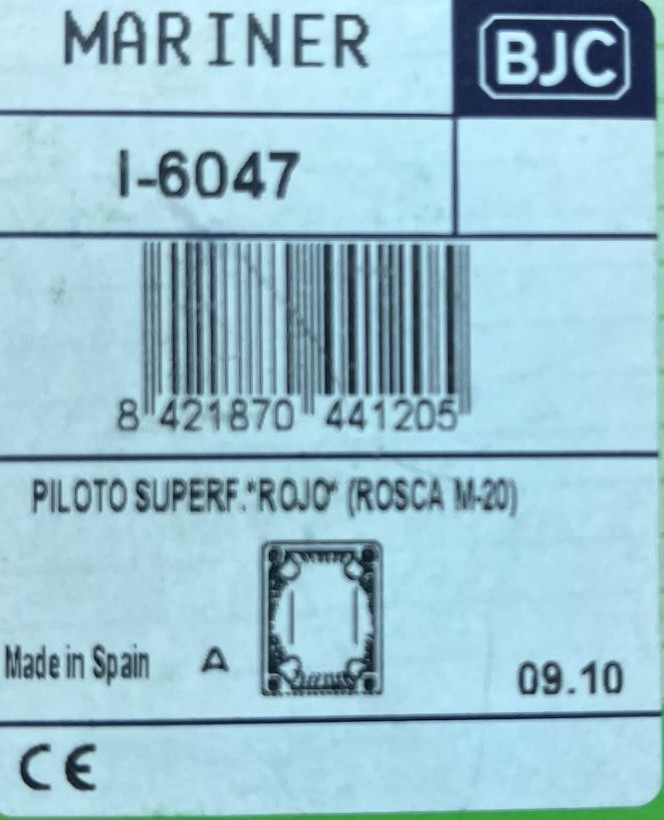 MARINER
BJC
I-6047
8 421870 441205
PILOTO SUPERF."ROJO" (ROSCA M-20)
Made in Spain A
09.10
CE